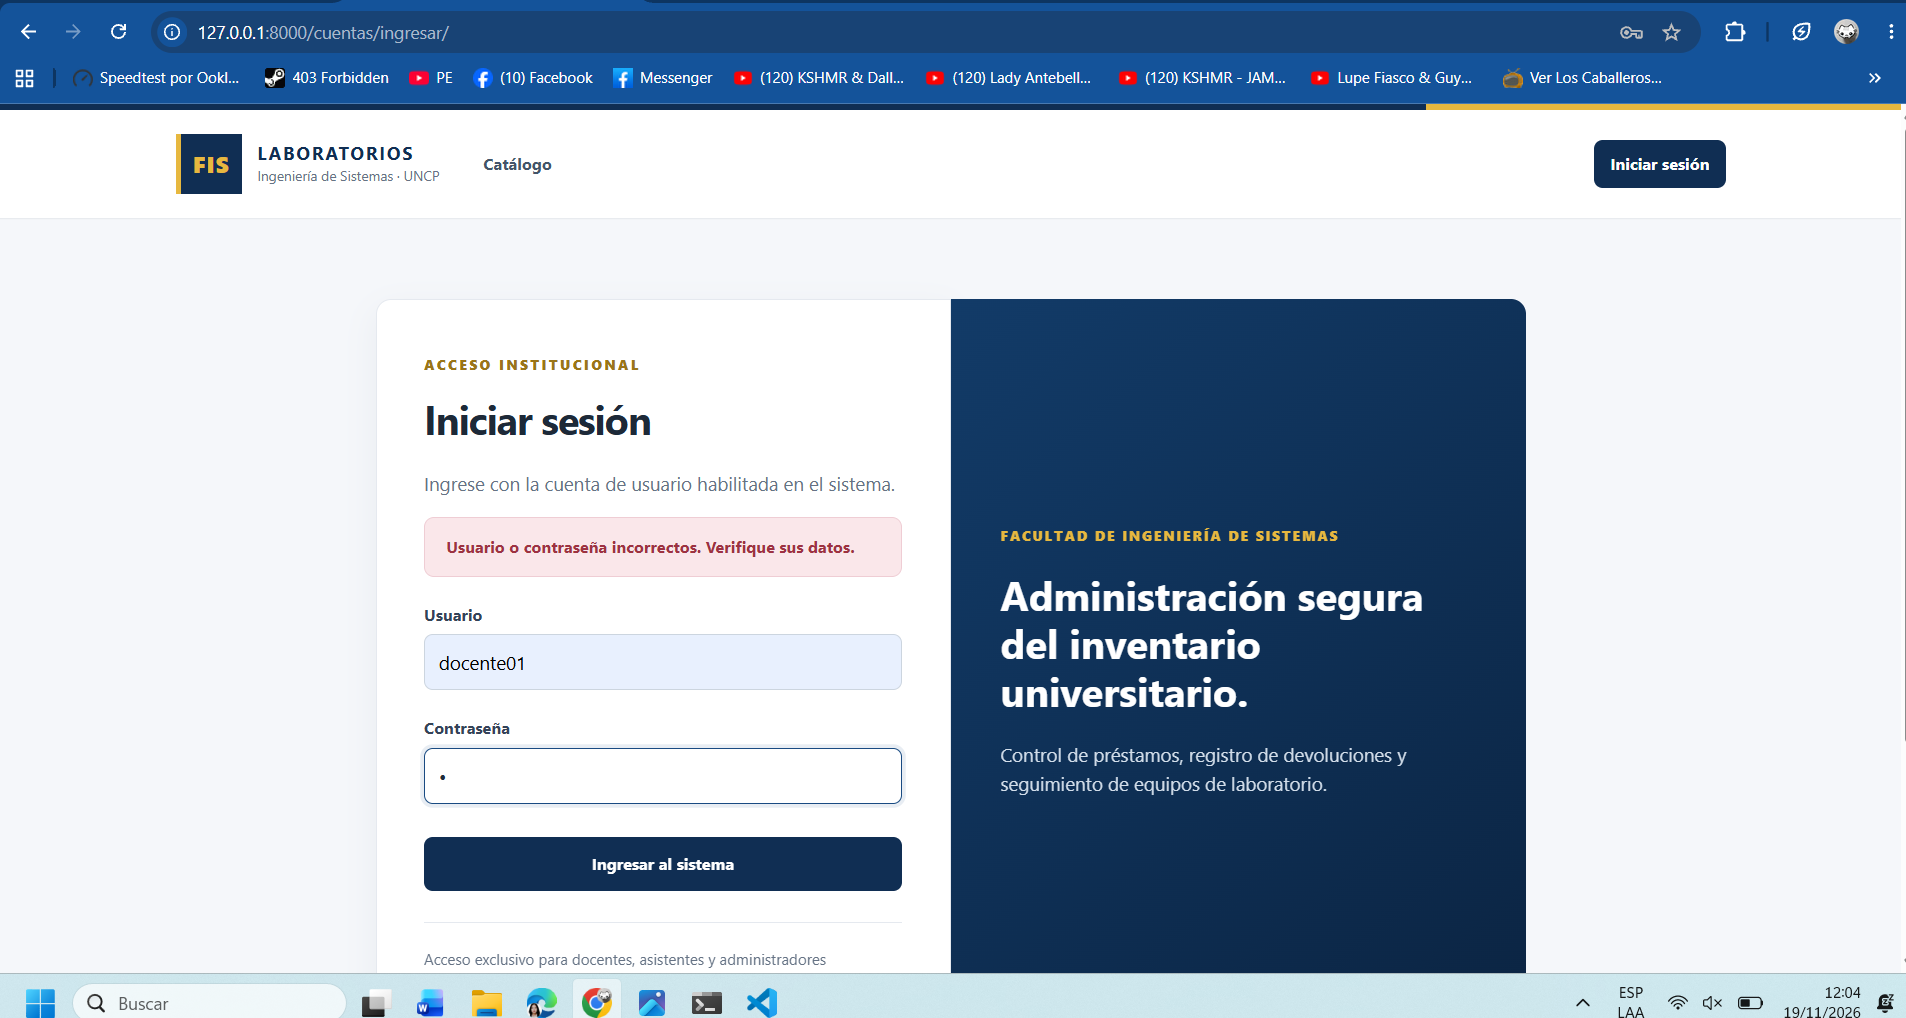 127.0.0.1:8000/cuentas/ingresar/
Speedtest por Ookl... 403 Forbidden PE (10) Facebook Messenger (120) KSHMR & Dall... (120) Lady Antebell... (120) KSHMR - JAM... Lupe Fiasco & Guy... Ver Los Caballeros...
FIS
LABORATORIOS
Ingeniería de Sistemas · UNCP
Catálogo
Iniciar sesión
ACCESO INSTITUCIONAL
Iniciar sesión
Ingrese con la cuenta de usuario habilitada en el sistema.
Usuario o contraseña incorrectos. Verifique sus datos.
Usuario
docente01
Contraseña
•
Ingresar al sistema
Acceso exclusivo para docentes, asistentes y administradores
FACULTAD DE INGENIERÍA DE SISTEMAS
Administración segura
del inventario
universitario.
Control de préstamos, registro de devoluciones y
seguimiento de equipos de laboratorio.
Buscar
ESP
LAA
12:04
19/11/2026